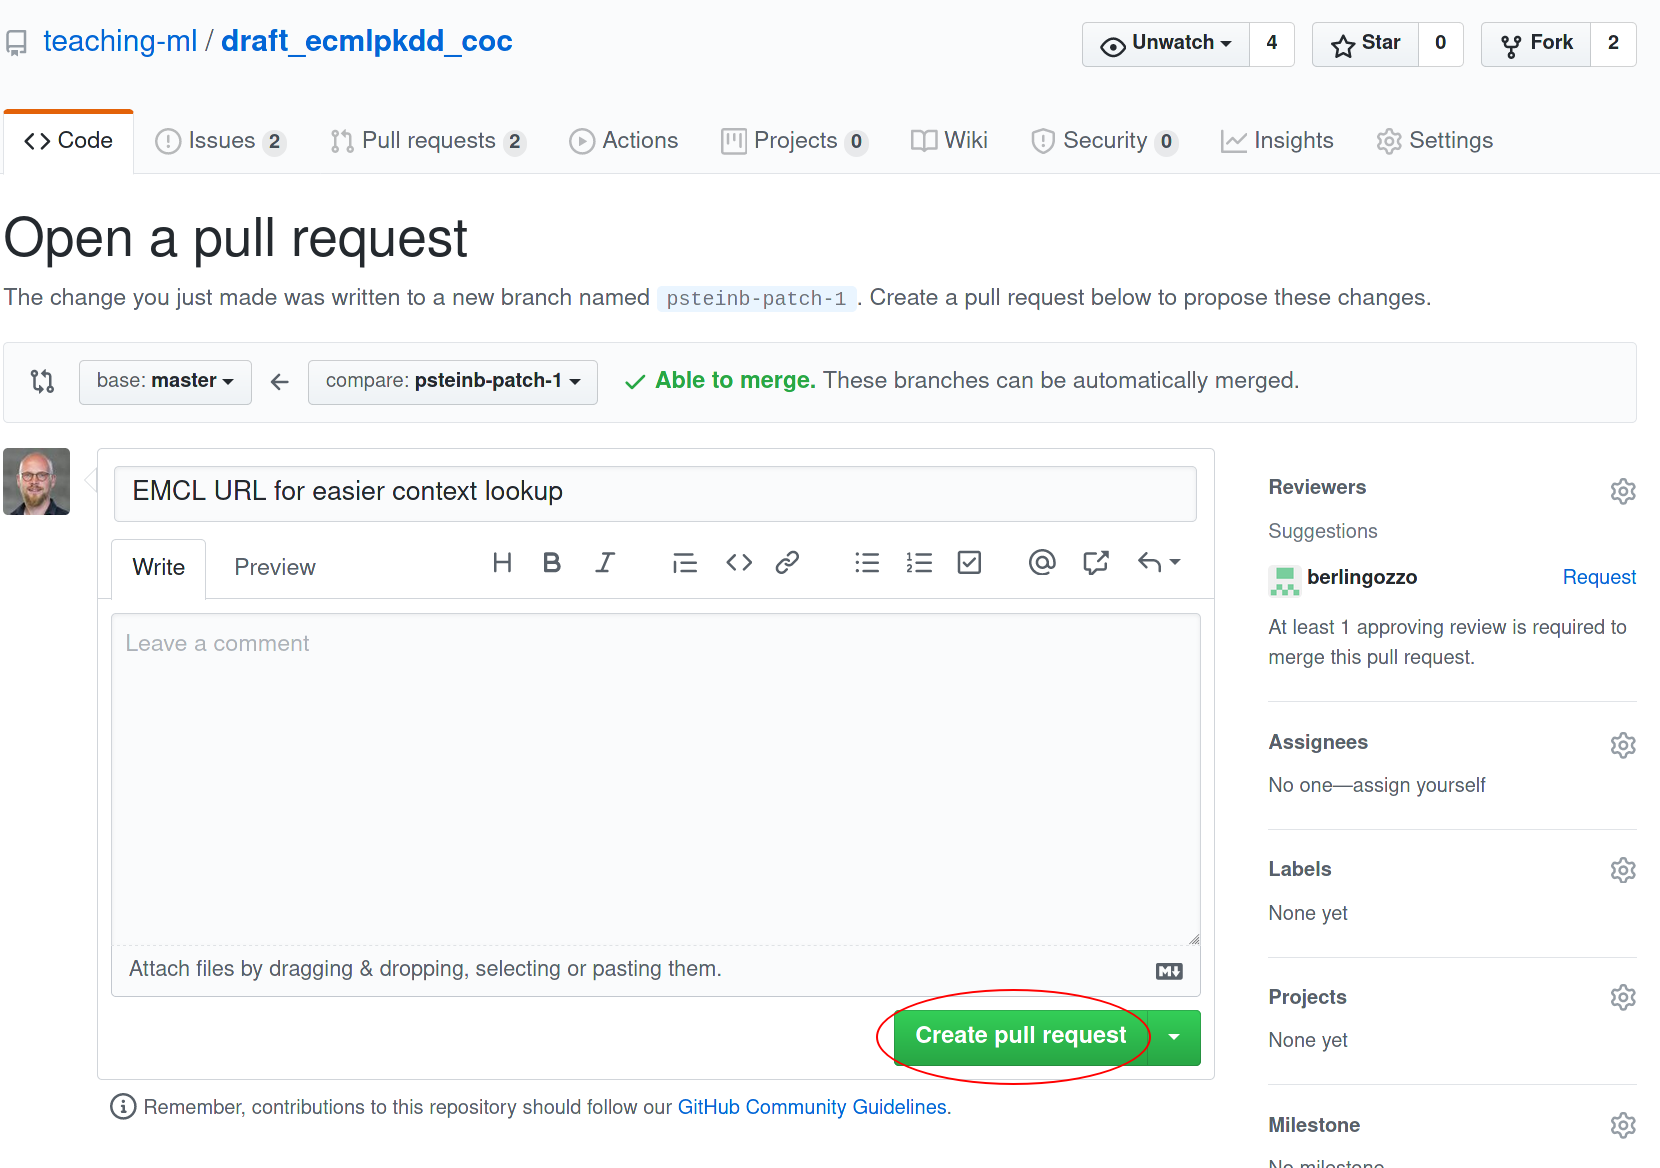 teaching-ml / draft_ecmlpkdd_coc
Unwatch 4 Star 0 Fork 2
Code Issues 2 Pull requests 2 Actions Projects 0 Wiki Security 0 Insights Settings
Open a pull request
The change you just made was written to a new branch named psteinb-patch-1. Create a pull request below to propose these changes.
base: master compare: psteinb-patch-1 Able to merge. These branches can be automatically merged.
EMCL URL for easier context lookup
Write Preview
Leave a comment
Attach files by dragging & dropping, selecting or pasting them.
Create pull request
Remember, contributions to this repository should follow our GitHub Community Guidelines.
Reviewers
Suggestions
berlingozzo Request
At least 1 approving review is required to
merge this pull request.
Assignees
No one—assign yourself
Labels
None yet
Projects
None yet
Milestone
No milestone